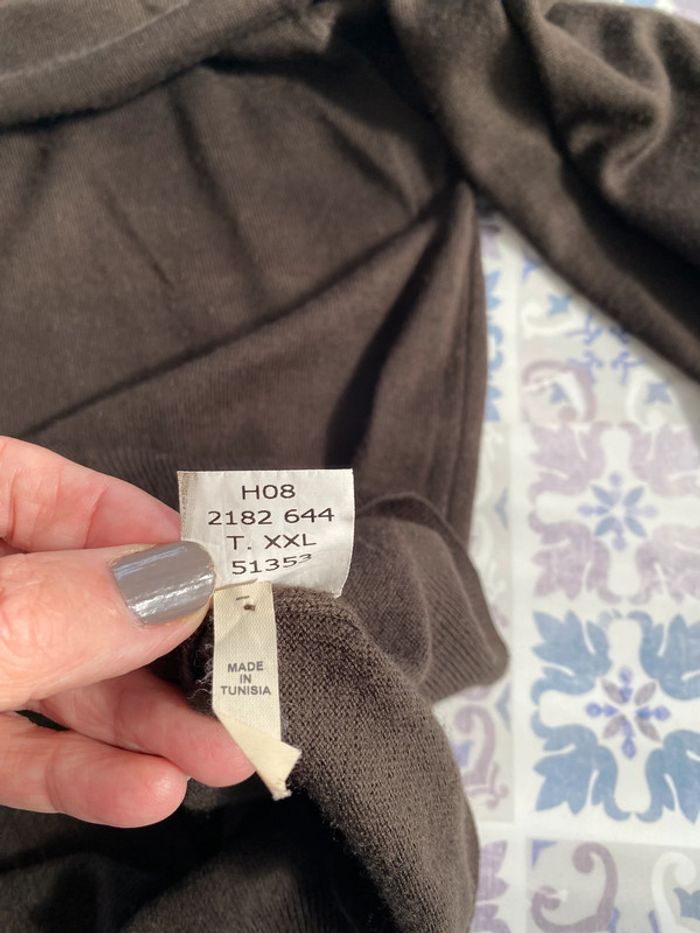 H08
2182 644
T. XXL
51353
MADE
IN
TUNISIA